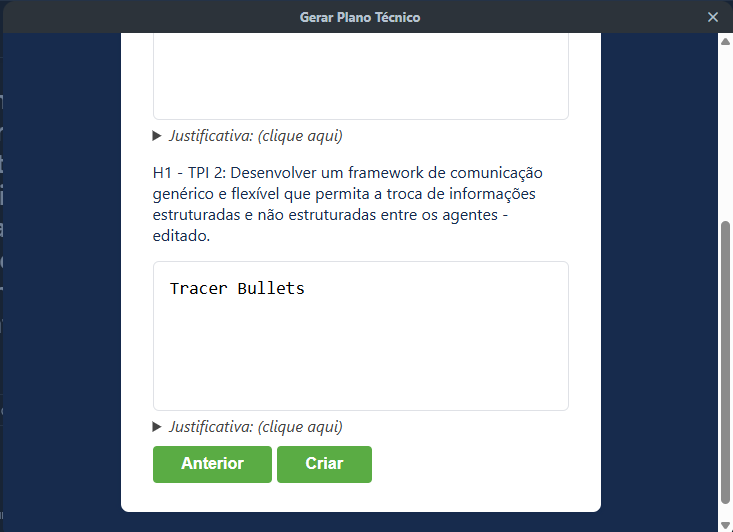 Gerar Plano Técnico
Justificativa: (clique aqui)
H1 - TPI 2: Desenvolver um framework de comunicação
genérico e flexível que permita a troca de informações
estruturadas e não estruturadas entre os agentes -
editado.
Tracer Bullets
Justificativa: (clique aqui)
Anterior Criar